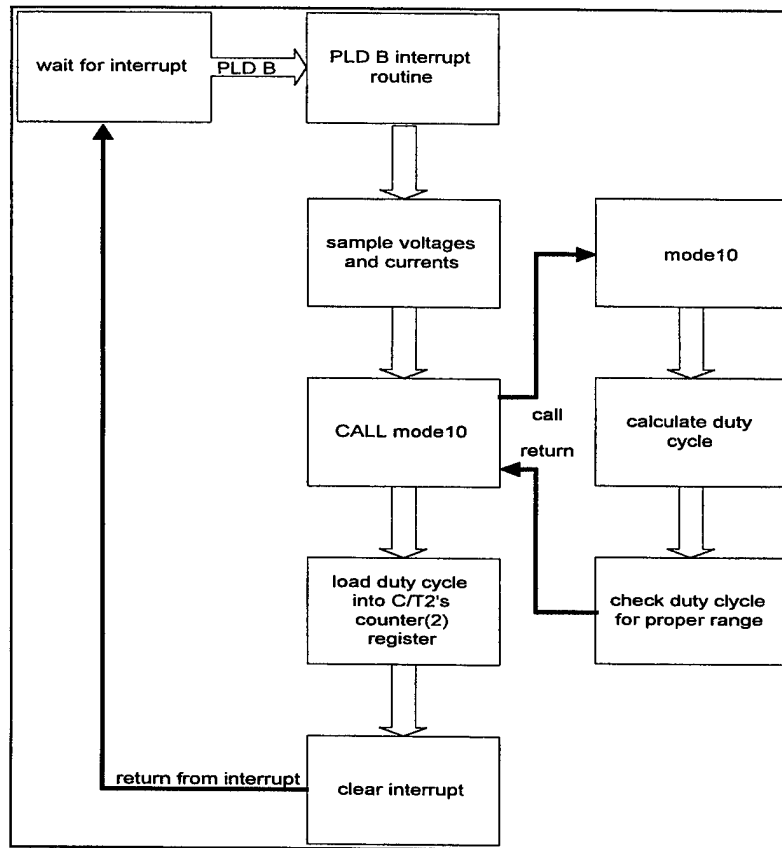 wait for interrupt
PLD B
PLD B interrupt
routine
sample voltages
and currents
mode10
CALL mode10
call
return
calculate duty
cycle
load duty cycle
into C/T2's
counter(2)
register
check duty clycle
for proper range
return from interrupt
clear interrupt